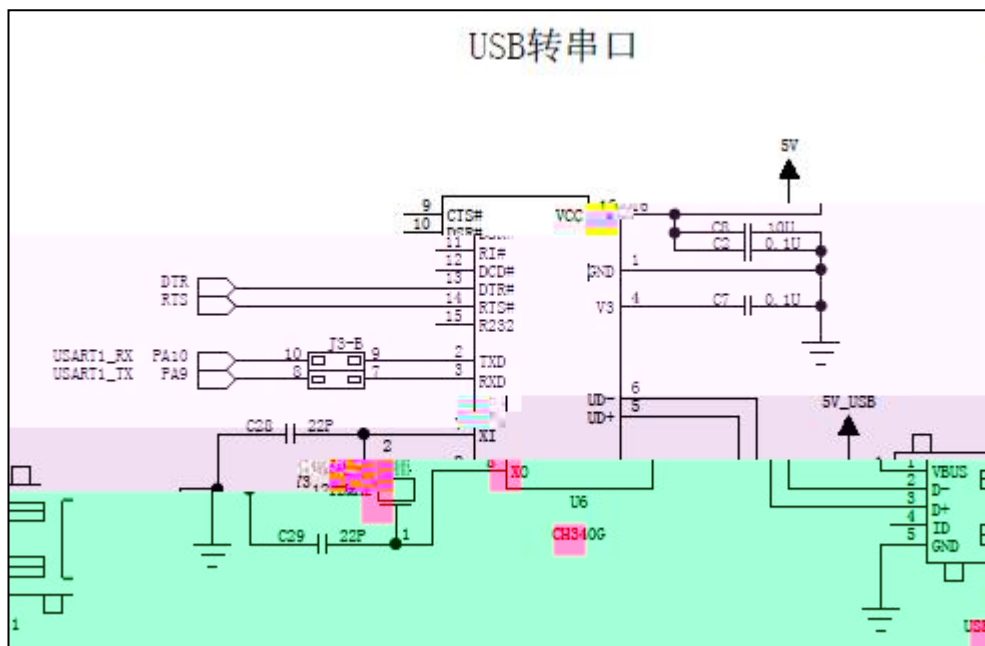 USB转串口
5V
9 CTS# VCC
10
11 RI# C8 10U
12 DCD# C2 0.1U
DTR 13 DTR# GND 1
RTS 14 RTS# V3 4 C7 0.1U
15 R232
J3-B
USART1_RX PA10 10 9 2 TXD
USART1_TX PA9 8 7 3 RXD
UD- 6
UD+ 5
5V_USB
C28 22P XI
2
XO
1 VBUS
2 D-
3 D+
4 ID
5 GND
U6
CH340G
C29 22P 1
1